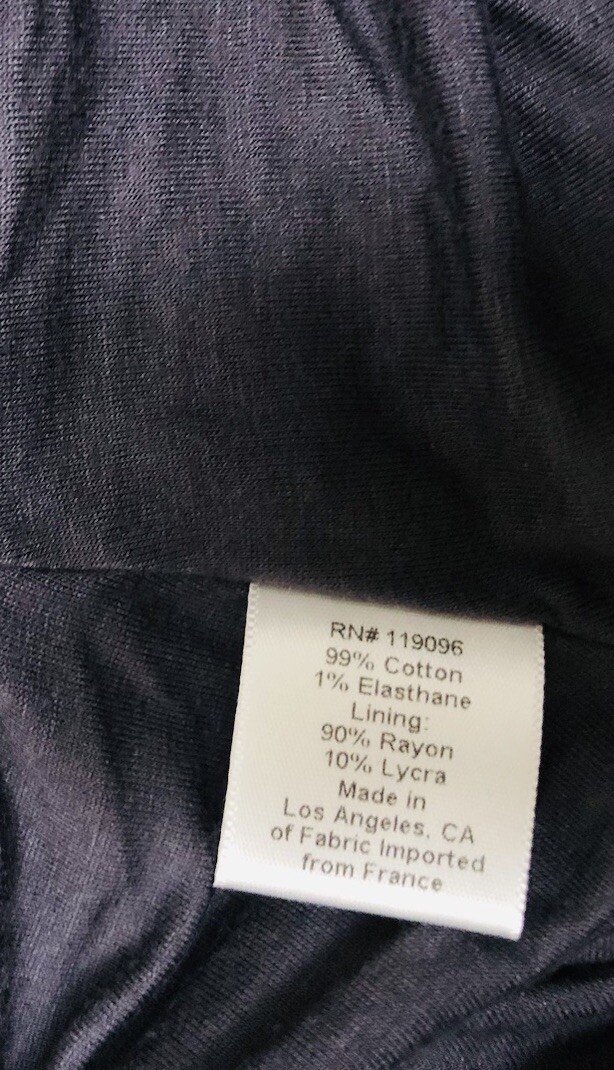 RN# 119096
99% Cotton
1% Elasthane
Lining:
90% Rayon
10% Lycra
Made in
Los Angeles, CA
of Fabric Imported
from France